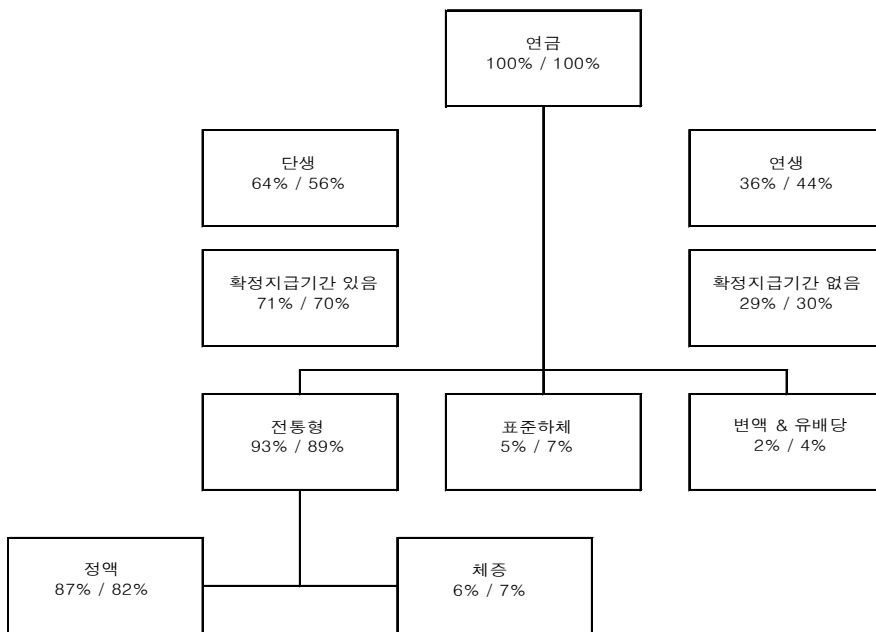 연금
100% / 100%
단생
64% / 56%
연생
36% / 44%
확정지급기간 있음
71% / 70%
확정지급기간 없음
29% / 30%
전통형
93% / 89%
표준하체
5% / 7%
변액 & 유배당
2% / 4%
정액
87% / 82%
체증
6% / 7%